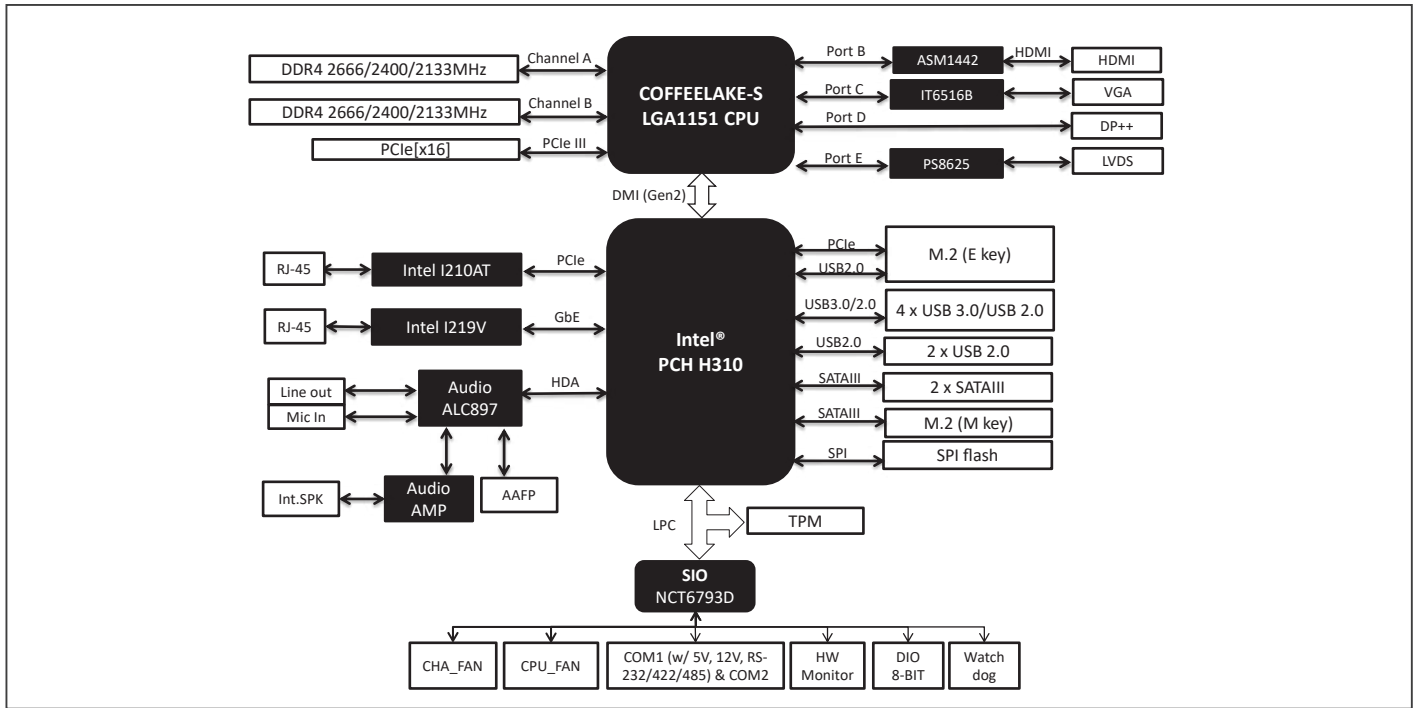 DDR4 2666/2400/2133MHz
Channel A
DDR4 2666/2400/2133MHz
Channel B
PCIe[x16]
PCIe III
COFFEELAKE-S
LGA1151 CPU
Port B
ASM1442
HDMI
HDMI
Port C
IT6516B
VGA
Port D
DP++
Port E
PS8625
LVDS
DMI (Gen2)
RJ-45
Intel I210AT
PCIe
RJ-45
Intel I219V
GbE
Line out
Mic In
Audio
ALC897
HDA
Int.SPK
Audio
AMP
AAFP
Intel®
PCH H310
PCIe
USB2.0
M.2 (E key)
USB3.0/2.0
4 x USB 3.0/USB 2.0
USB2.0
2 x USB 2.0
SATAIII
2 x SATAIII
SATAIII
M.2 (M key)
SPI
SPI flash
LPC
TPM
SIO
NCT6793D
CHA_FAN
CPU_FAN
COM1 (w/ 5V, 12V, RS-
232/422/485) & COM2
HW
Monitor
DIO
8-BIT
Watch
dog